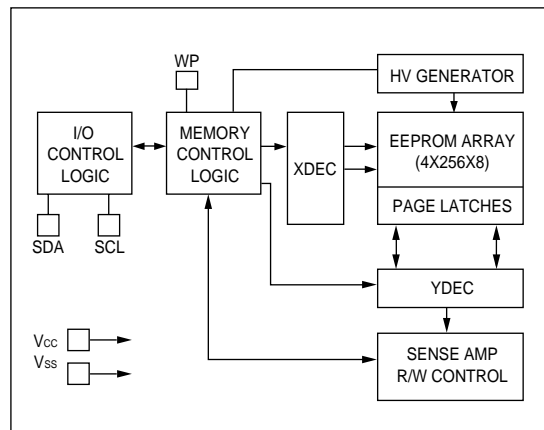 WP
HV GENERATOR
I/O
CONTROL
LOGIC
MEMORY
CONTROL
LOGIC
XDEC
EEPROM ARRAY
(4X256X8)
PAGE LATCHES
SDA
SCL
YDEC
VCC
VSS
SENSE AMP
R/W CONTROL